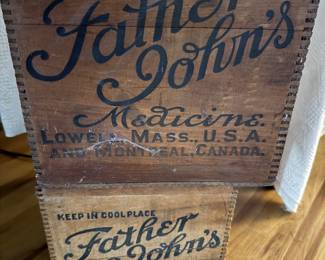 Father
John's
Medicine
LOWELL, MASS., U.S.A.
AND MONTREAL, CANADA.
KEEP IN COOL PLACE
Father
John's